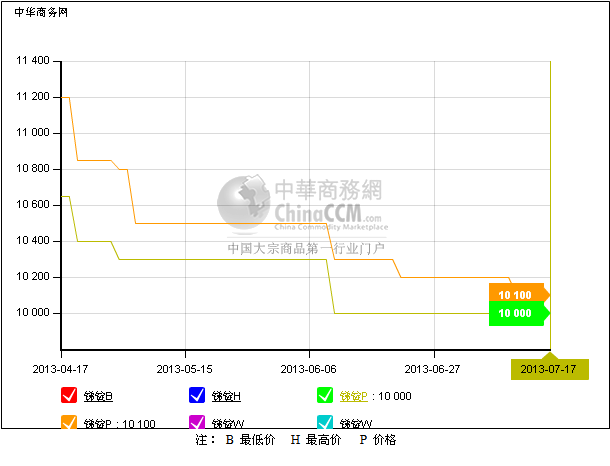 中华商务网
11 400
11 200
11 000
10 800
10 600
10 400
10 200
10 000
中華商務網
ChinaCCM.com
China Commodity Marketplace
中国大宗商品第一行业门户
10 100
10 000
2013-04-17
2013-05-15
2013-06-06
2013-06-27
2013-07-17
锑锭B
锑锭H
锑锭P : 10 000
锑锭P : 10 100
锑锭W
锑锭W
注： B 最低价 H 最高价 P 价格